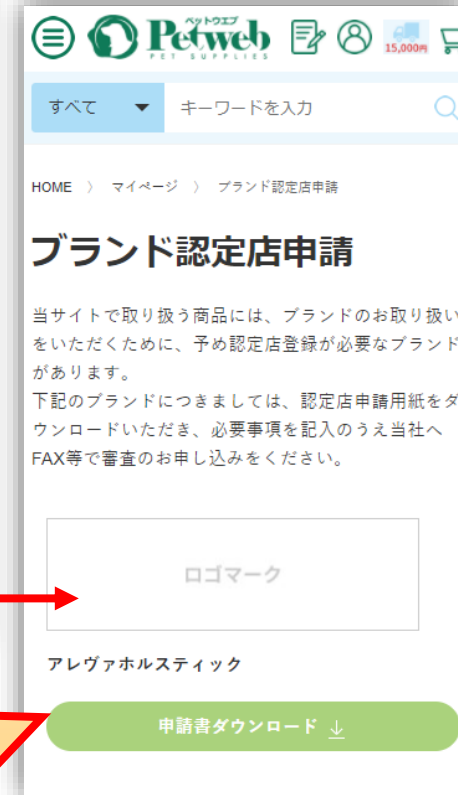 ペットウエブ
Petweb
PET SUPPLIES
15,000円
すべて
キーワードを入力
HOME 〉 マイページ 〉 ブランド認定店申請
ブランド認定店申請
当サイトで取り扱う商品には、ブランドのお取り扱い
をいただくために、予め認定店登録が必要なブランド
があります。
下記のブランドにつきましては、認定店申請用紙をダ
ウンロードいただき、必要事項を記入のうえ当社へ
FAX等で審査のお申し込みをください。
ロゴマーク
アレヴァホルスティック
申請書ダウンロード